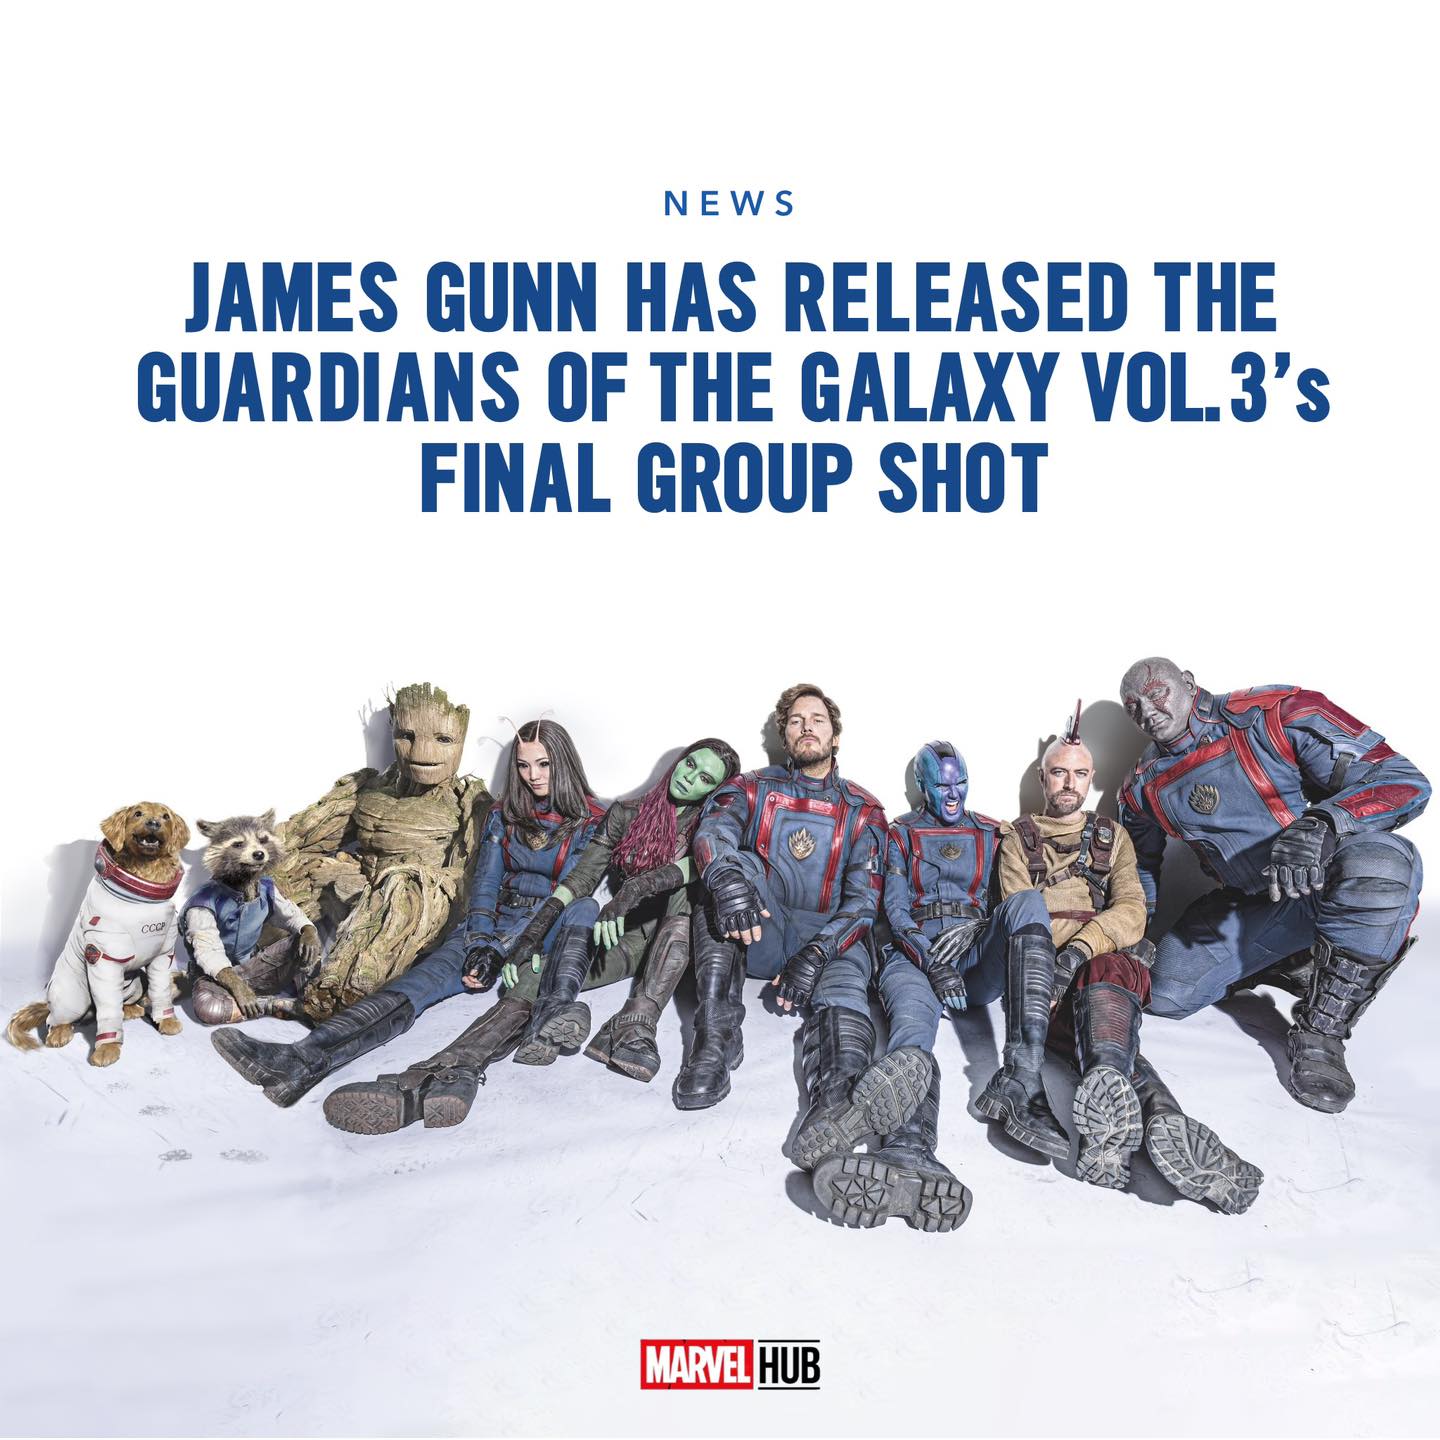 NEWS
JAMES GUNN HAS RELEASED THE
GUARDIANS OF THE GALAXY VOL.3’s
FINAL GROUP SHOT
CCCP
MARVEL HUB